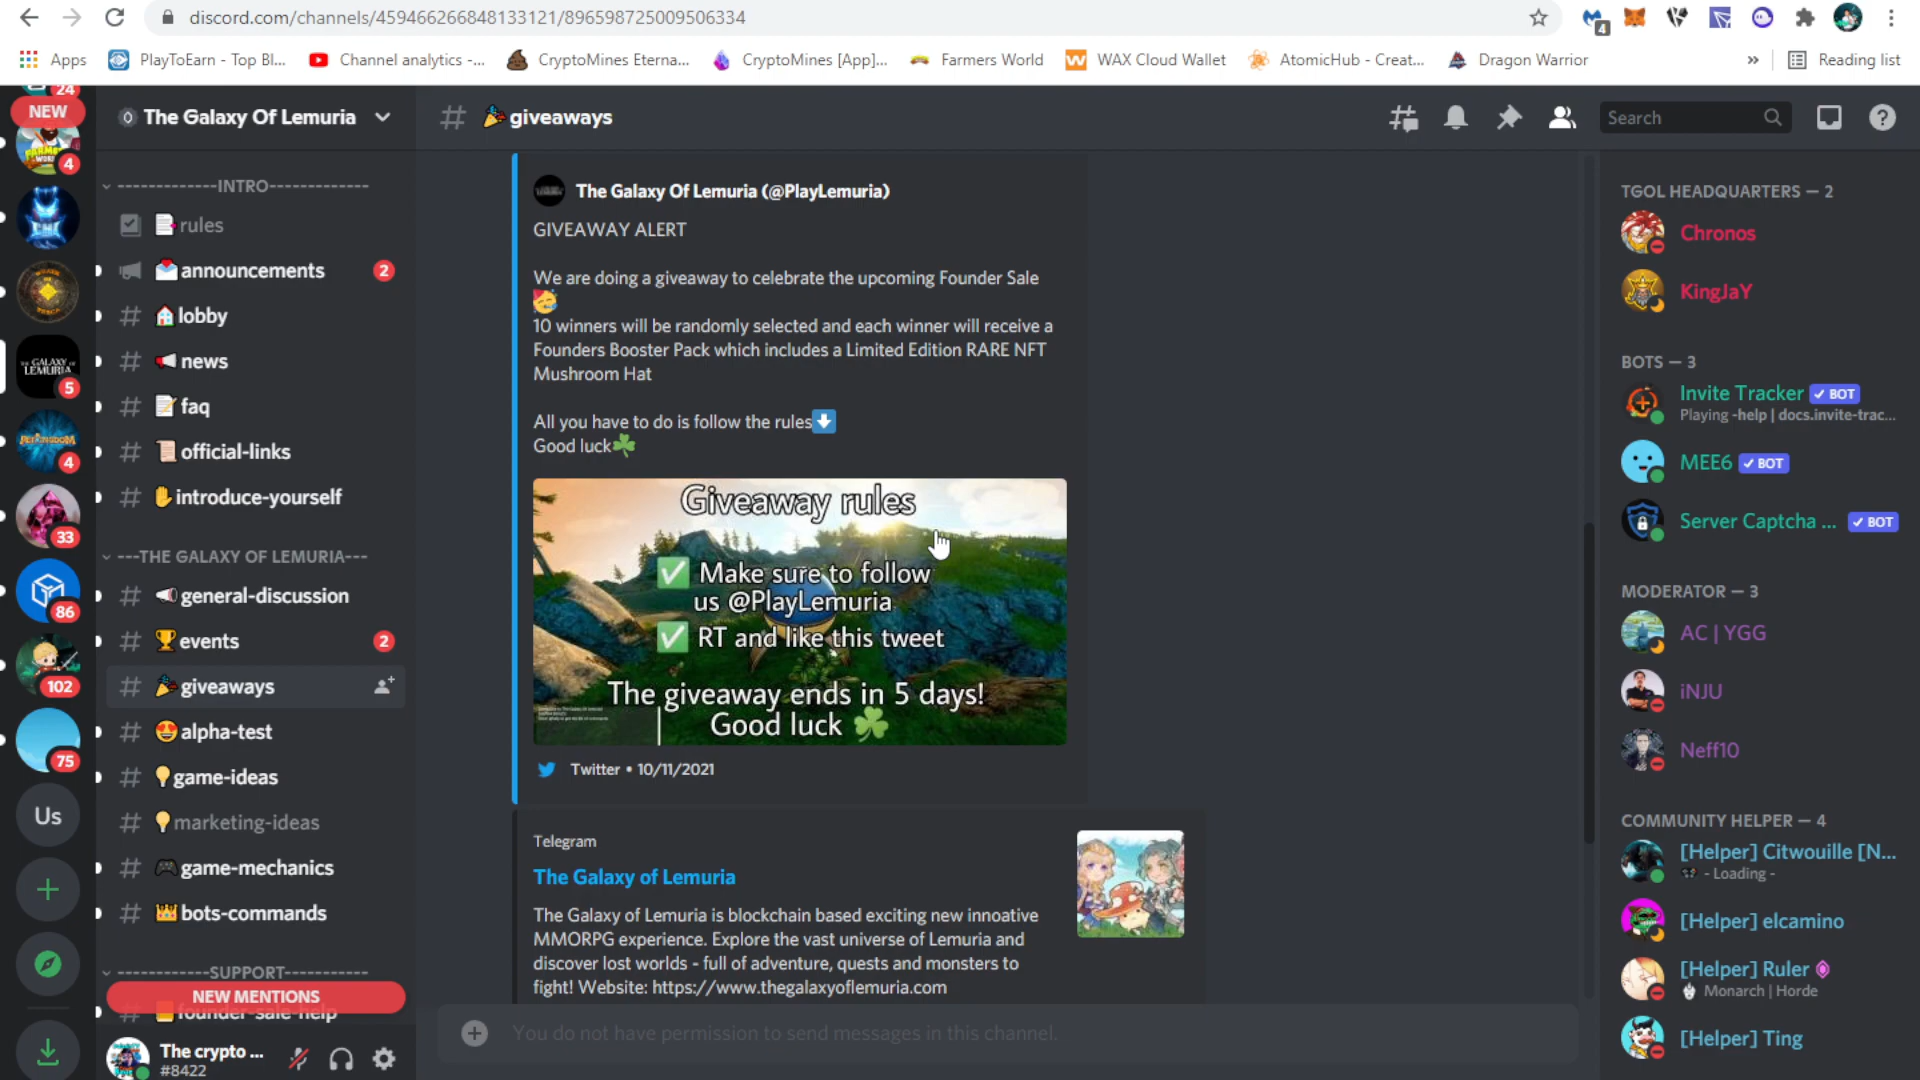 discord.com/channels/459466266848133121/896598725009506334
4
Apps
PlayToEarn - Top Bl...
Channel analytics -...
CryptoMines Eterna...
CryptoMines [App]...
Farmers World
WAX Cloud Wallet
AtomicHub - Creat...
Dragon Warrior
»
Reading list
24
NEW
4
THE GALAXY OF
LEMURIA
5
4
33
86
102
75
Us
The Galaxy Of Lemuria
-------------INTRO-------------
rules
announcements
2
lobby
news
faq
official-links
introduce-yourself
---THE GALAXY OF LEMURIA---
general-discussion
events
2
giveaways
alpha-test
game-ideas
marketing-ideas
game-mechanics
bots-commands
------------SUPPORT-----------
NEW MENTIONS
founder-sale-help
The crypto ...
#8422
giveaways
Search
The Galaxy Of Lemuria (@PlayLemuria)
GIVEAWAY ALERT
We are doing a giveaway to celebrate the upcoming Founder Sale
10 winners will be randomly selected and each winner will receive a
Founders Booster Pack which includes a Limited Edition RARE NFT
Mushroom Hat
All you have to do is follow the rules
Good luck
Giveaway rules
Make sure to follow
us @PlayLemuria
RT and like this tweet
The giveaway ends in 5 days!
Good luck
Twitter • 10/11/2021
Telegram
The Galaxy of Lemuria
The Galaxy of Lemuria is blockchain based exciting new innoative
MMORPG experience. Explore the vast universe of Lemuria and
discover lost worlds - full of adventure, quests and monsters to
fight! Website: https://www.thegalaxyoflemuria.com
You do not have permission to send messages in this channel.
TGOL HEADQUARTERS — 2
Chronos
KingJaY
BOTS — 3
Invite Tracker
BOT
Playing -help | docs.invite-trac...
MEE6
BOT
Server Captcha ...
BOT
MODERATOR — 3
AC | YGG
iNJU
Neff10
COMMUNITY HELPER — 4
[Helper] Citwouille [N...
- Loading -
[Helper] elcamino
[Helper] Ruler
Monarch | Horde
[Helper] Ting